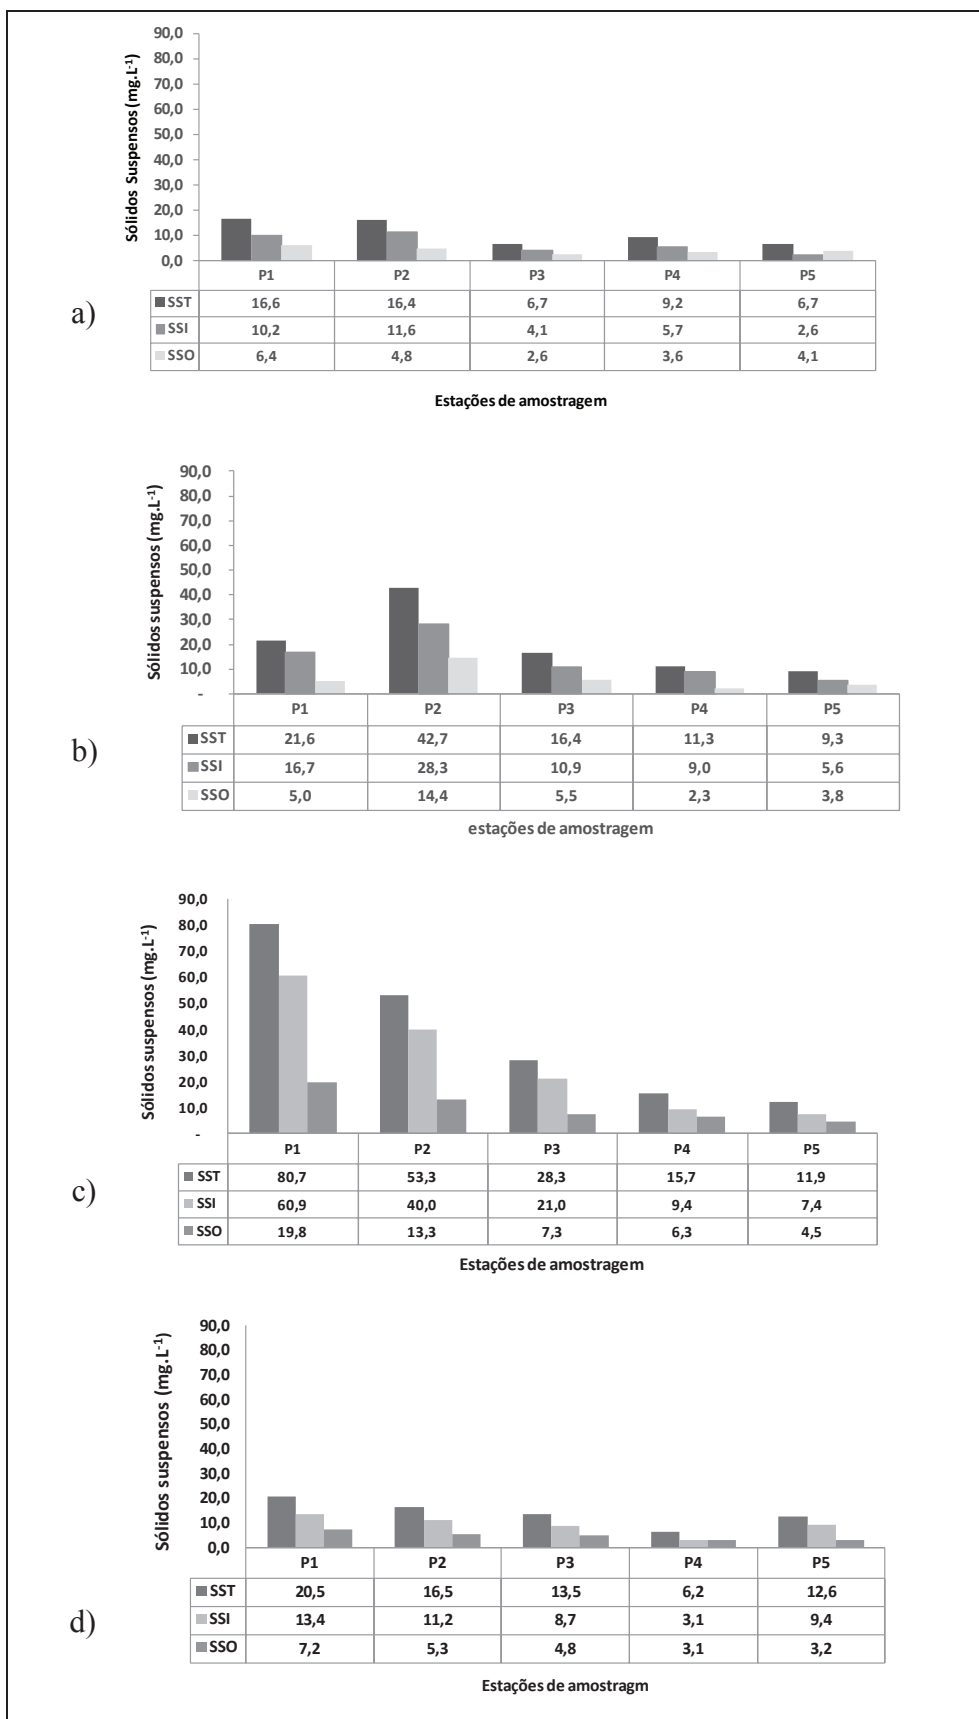 Sólidos Suspensos (mg.L-1)
90,0
80,0
70,0
60,0
50,0
40,0
30,0
20,0
10,0
0,0
P1 P2 P3 P4 P5
SST 16,6 16,4 6,7 9,2 6,7
SSI 10,2 11,6 4,1 5,7 2,6
SSO 6,4 4,8 2,6 3,6 4,1
a)
Estações de amostragem
Sólidos suspensos (mg.L-1)
90,0
80,0
70,0
60,0
50,0
40,0
30,0
20,0
10,0
-
P1 P2 P3 P4 P5
SST 21,6 42,7 16,4 11,3 9,3
SSI 16,7 28,3 10,9 9,0 5,6
SSO 5,0 14,4 5,5 2,3 3,8
b)
estações de amostragem
Sólidos suspensos (mg.L-1)
90,0
80,0
70,0
60,0
50,0
40,0
30,0
20,0
10,0
-
P1 P2 P3 P4 P5
SST 80,7 53,3 28,3 15,7 11,9
SSI 60,9 40,0 21,0 9,4 7,4
SSO 19,8 13,3 7,3 6,3 4,5
c)
Estações de amostragem
Sólidos suspensos (mg.L-1)
90,0
80,0
70,0
60,0
50,0
40,0
30,0
20,0
10,0
0,0
P1 P2 P3 P4 P5
SST 20,5 16,5 13,5 6,2 12,6
SSI 13,4 11,2 8,7 3,1 9,4
SSO 7,2 5,3 4,8 3,1 3,2
d)
Estações de amostragm